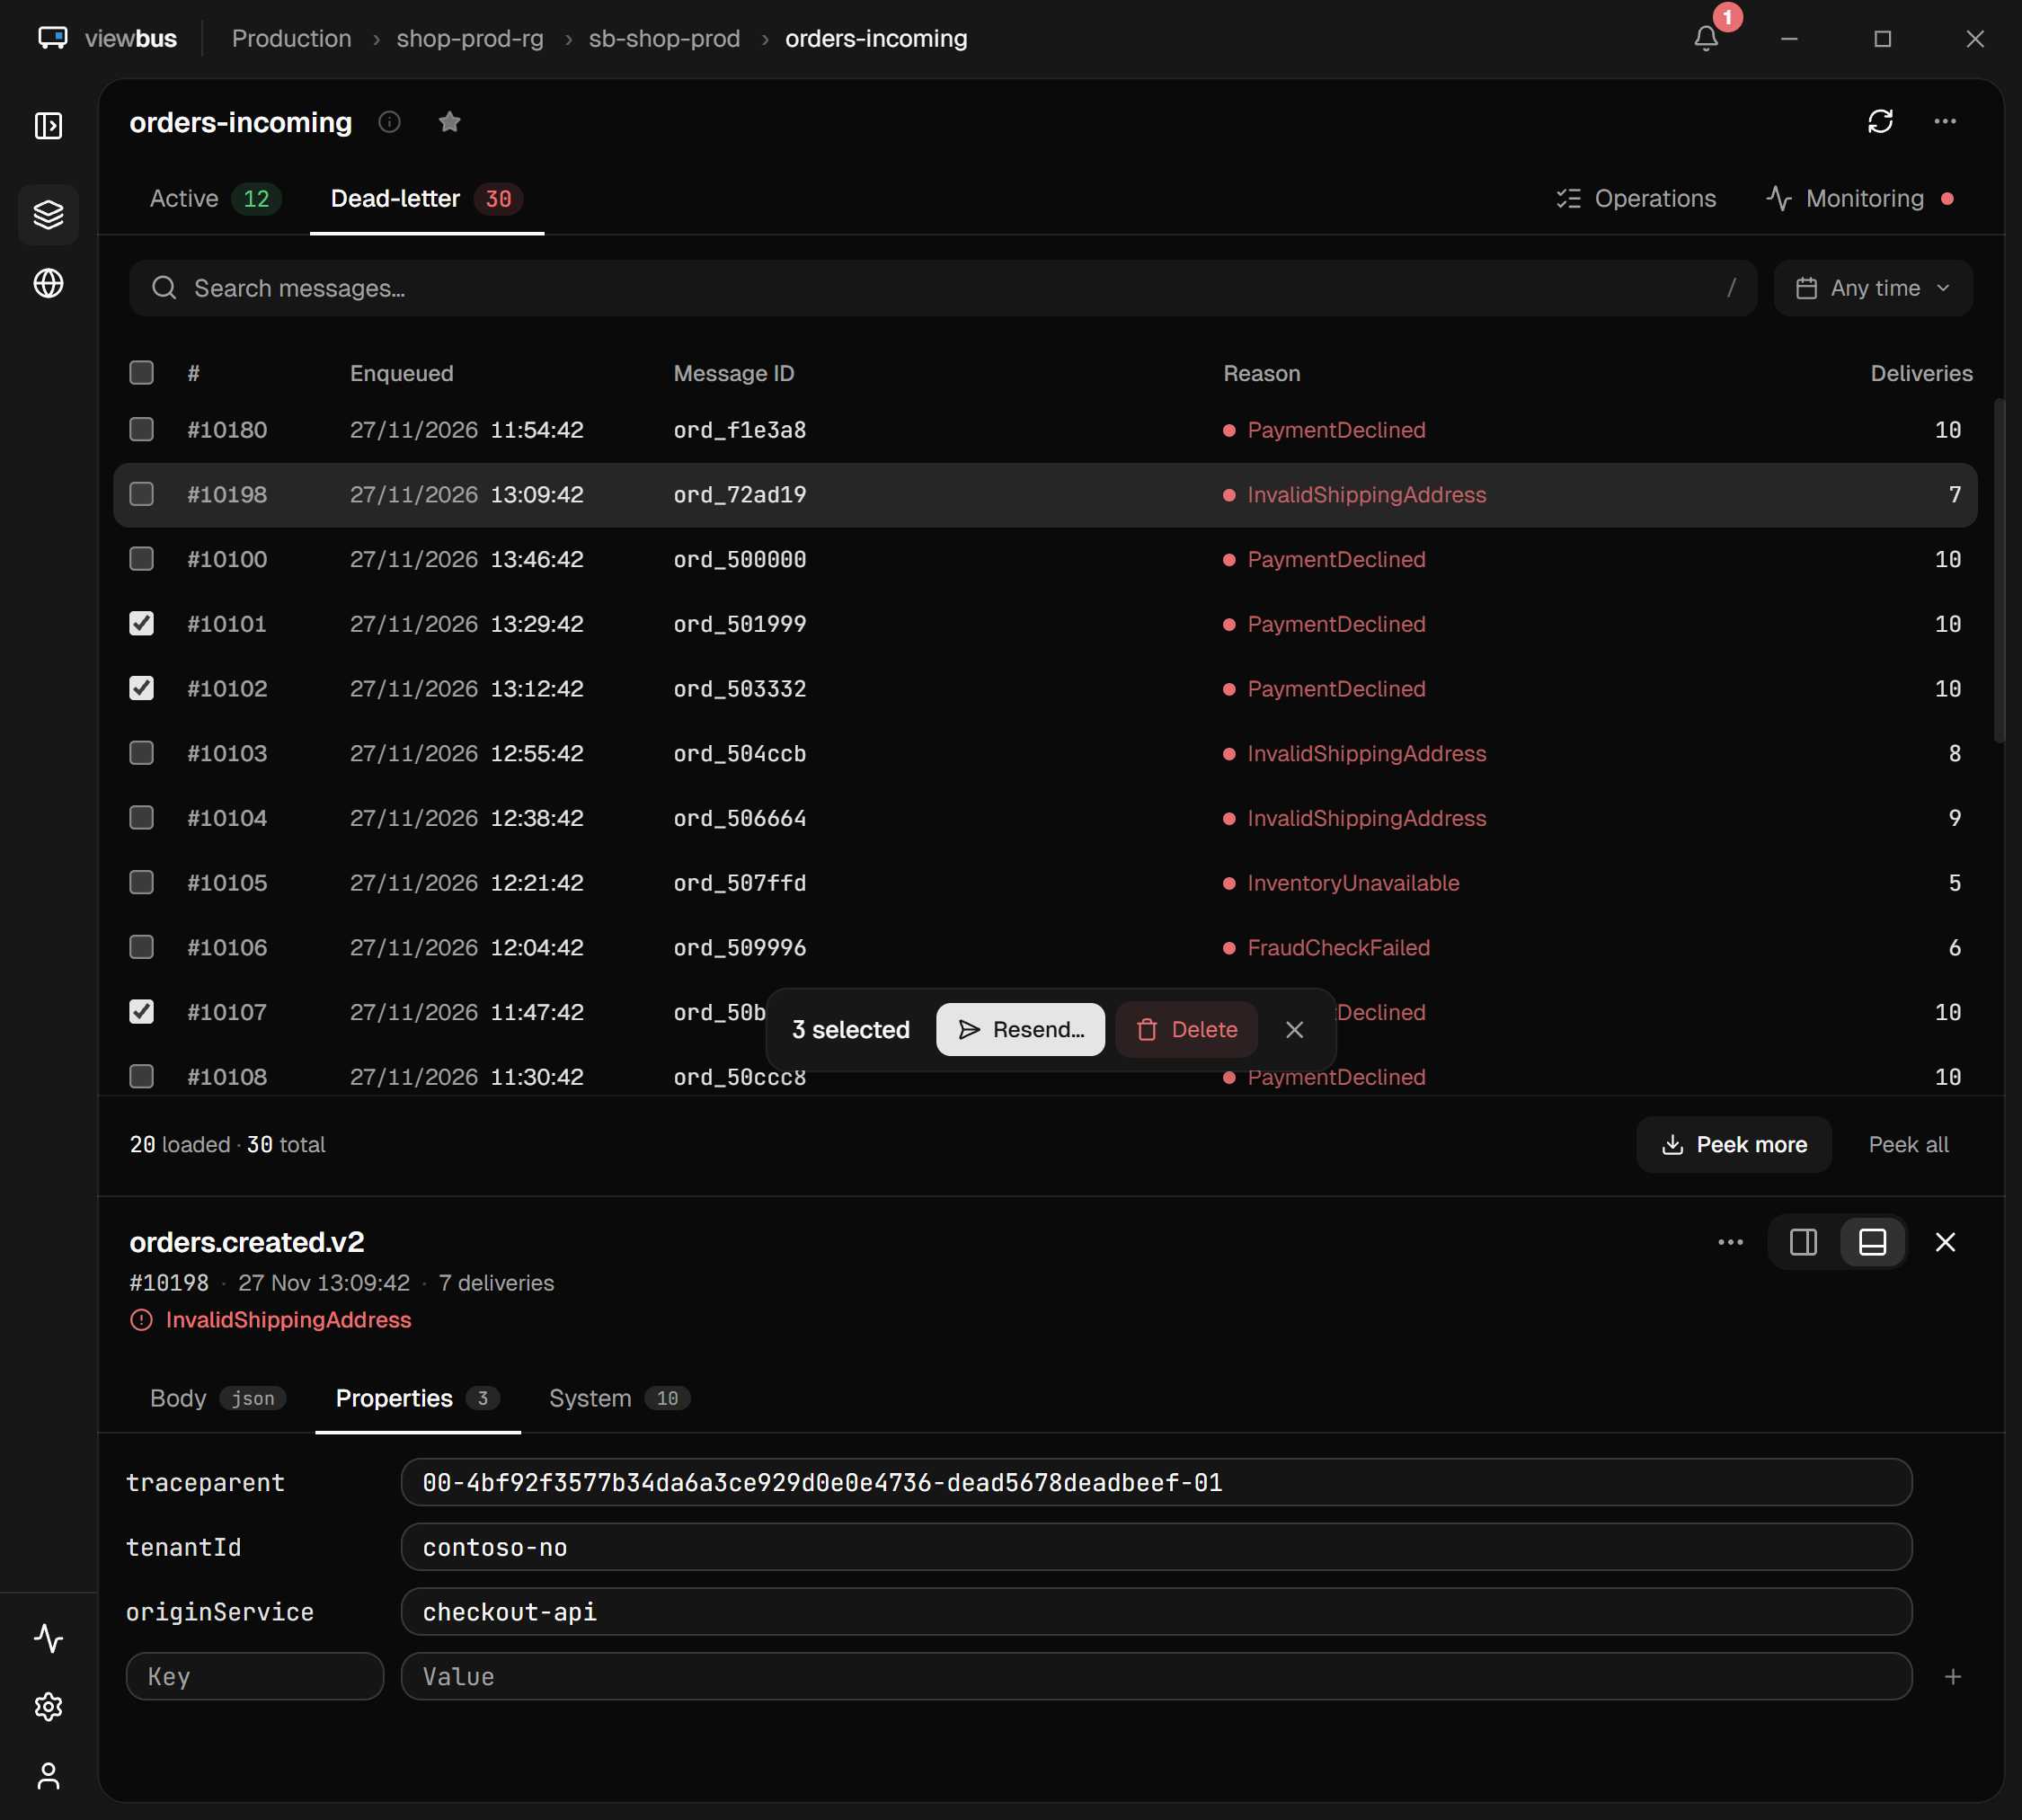 viewbus Production › shop-prod-rg › sb-shop-prod › orders-incoming 1
orders-incoming
Active 12 Dead-letter 30 Operations Monitoring
Search messages... / Any time
# Enqueued Message ID Reason Deliveries
#10180 27/11/2026 11:54:42 ord_f1e3a8 PaymentDeclined 10
#10198 27/11/2026 13:09:42 ord_72ad19 InvalidShippingAddress 7
#10100 27/11/2026 13:46:42 ord_500000 PaymentDeclined 10
#10101 27/11/2026 13:29:42 ord_501999 PaymentDeclined 10
#10102 27/11/2026 13:12:42 ord_503332 PaymentDeclined 10
#10103 27/11/2026 12:55:42 ord_504ccb InvalidShippingAddress 8
#10104 27/11/2026 12:38:42 ord_506664 InvalidShippingAddress 9
#10105 27/11/2026 12:21:42 ord_507ffd InventoryUnavailable 5
#10106 27/11/2026 12:04:42 ord_509996 FraudCheckFailed 6
#10107 27/11/2026 11:47:42 ord_50b Declined 10
3 selected Resend... Delete
#10108 27/11/2026 11:30:42 ord_50ccc8 PaymentDeclined 10
20 loaded · 30 total Peek more Peek all
orders.created.v2
#10198 · 27 Nov 13:09:42 · 7 deliveries
InvalidShippingAddress
Body json Properties 3 System 10
traceparent 00-4bf92f3577b34da6a3ce929d0e0e4736-dead5678deadbeef-01
tenantId contoso-no
originService checkout-api
Key Value